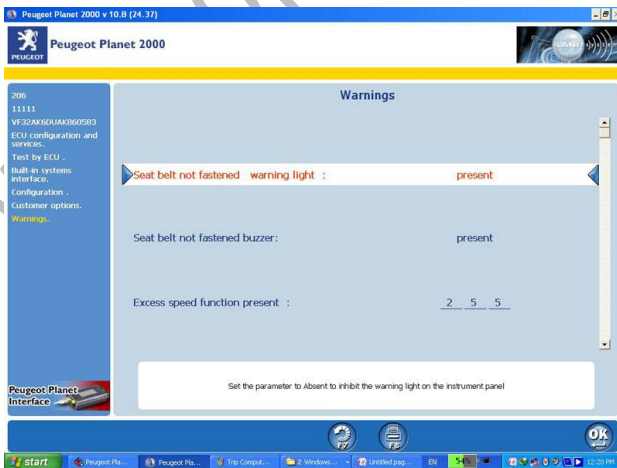 Peugeot Planet 2000 v 10.8 (24.37)
PEUGEOT
Peugeot Planet 2000
206
11111
VF32AK6DUAKB60583
ECU configuration and
services.
Test by ECU .
Built-in systems
interface.
Configuration .
Customer options.
Warnings.
Warnings
Seat belt not fastened warning light : present
Seat belt not fastened buzzer: present
Excess speed function present : 2 5 5
Set the parameter to Absent to inhibit the warning light on the instrument panel
Peugeot Planet
Interface
F7
F8
OK
start
Peugeot Pla...
Peugeot Pla...
Trip Comput...
2 Windows...
Untitled pag...
EN
54%
12:20 PM